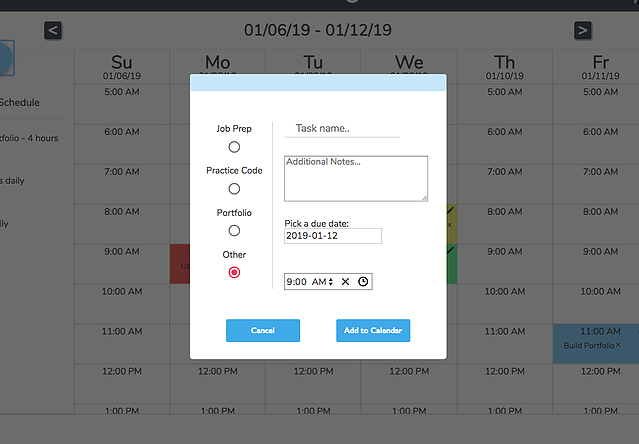 <
01/06/19 - 01/12/19
>
Su
Mo
Tu
We
Th
Fr
01/06/19
01/10/19
01/11/19
Schedule
tfolio - 4 hours
s daily
ily
5:00 AM
5:00 AM
5:00 AM
6:00 AM
6:00 AM
6:00 AM
7:00 AM
7:00 AM
7:00 AM
8:00 AM
8:00 AM
8:00 AM
9:00 AM
9:00 AM
9:00 AM
10:00 AM
10:00 AM
10:00 AM
11:00 AM
11:00 AM
11:00 AM
Build Portfolio ×
12:00 PM
12:00 PM
12:00 PM
12:00 PM
12:00 PM
12:00 PM
1:00 PM
1:00 PM
1:00 PM
1:00 PM
1:00 PM
1:00 PM
Job Prep
Practice Code
Portfolio
Other
Task name..
Additional Notes...
Pick a due date:
2019-01-12
9:00 AM
Cancel
Add to Calendar